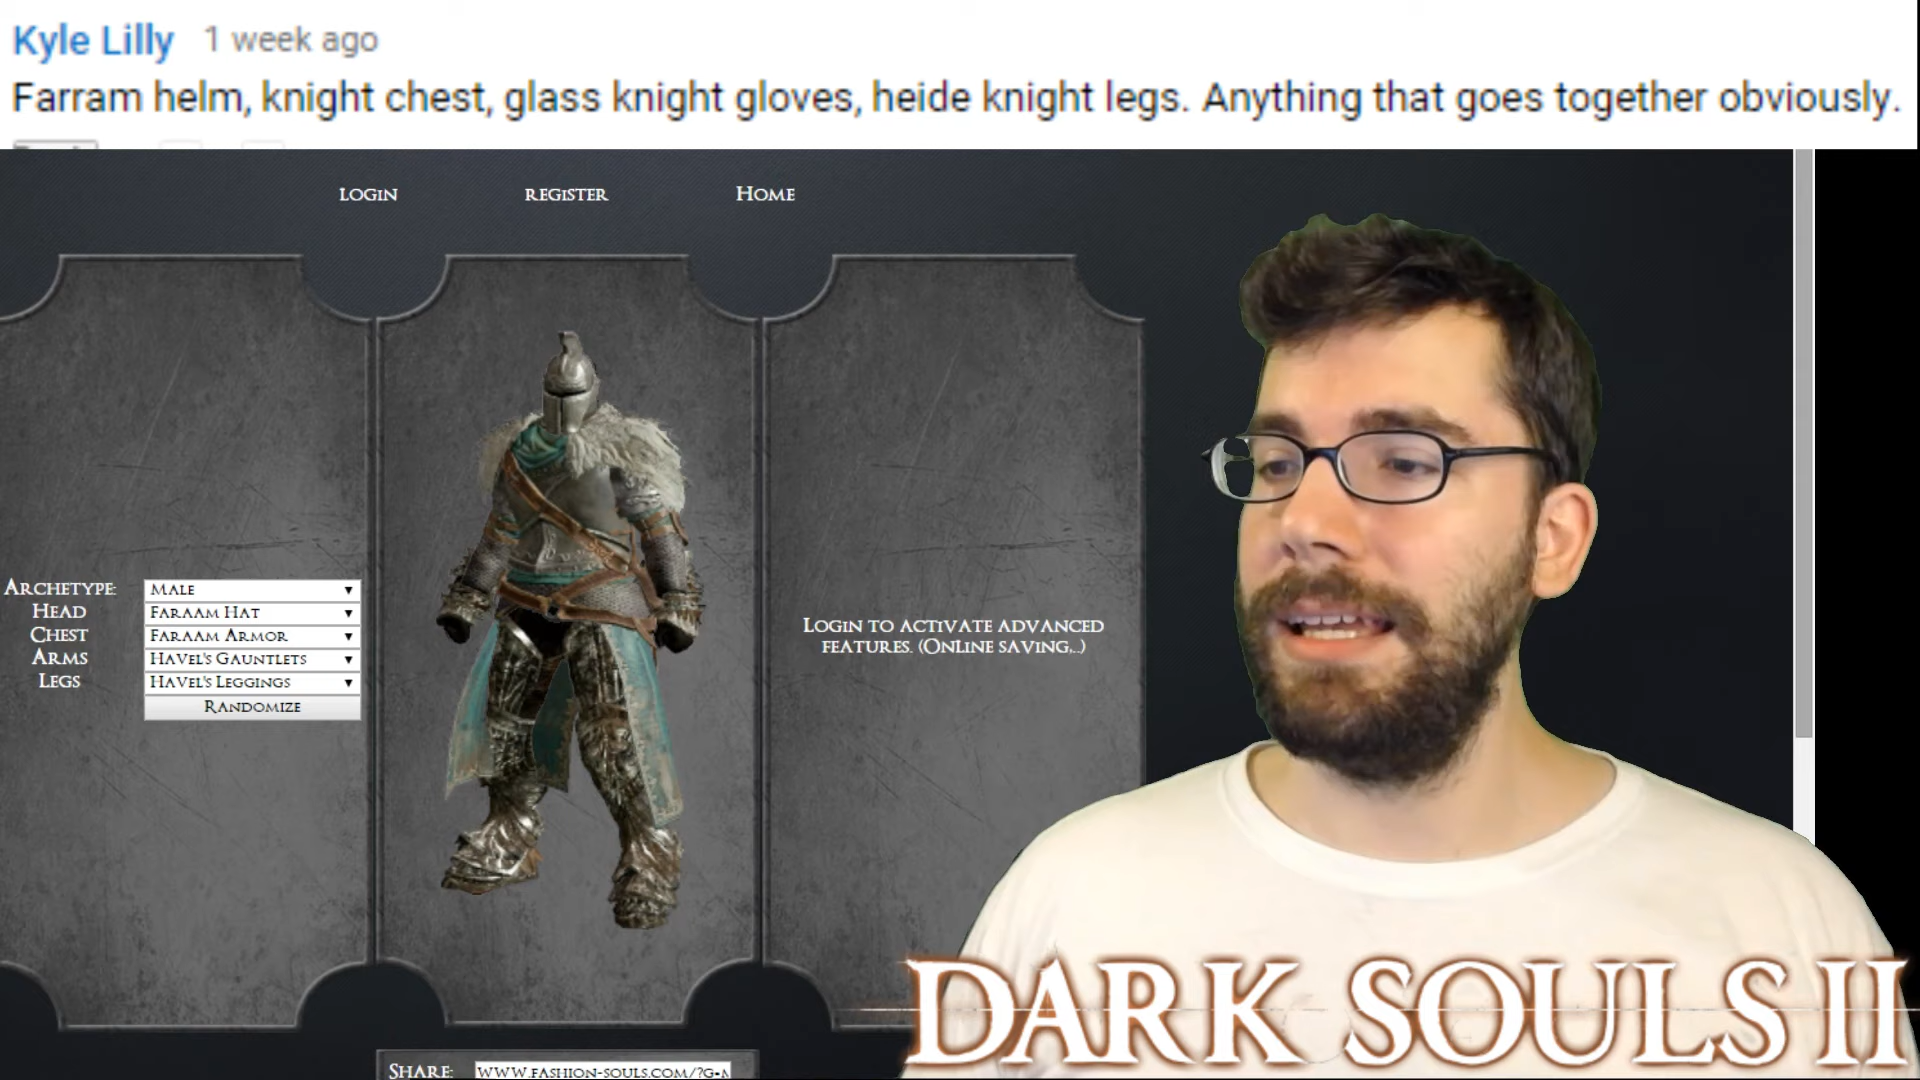 Kyle Lilly 1 week ago
Farram helm, knight chest, glass knight gloves, heide knight legs. Anything that goes together obviously.
LOGIN REGISTER HOME
ARCHETYPE: MALE
HEAD FARAAM HAT
CHEST FARAAM ARMOR
ARMS HAVEL'S GAUNTLETS
LEGS HAVEL'S LEGGINGS
RANDOMIZE
LOGIN TO ACTIVATE ADVANCED
FEATURES. (ONLINE SAVING...)
DARK SOULS II
SHARE: WWW.FASHION-SOULS.COM/?G=M